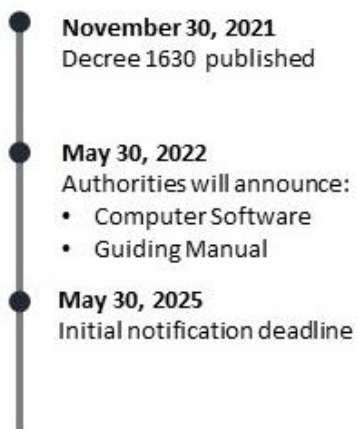 November 30, 2021
Decree 1630 published
May 30, 2022
Authorities will announce:
• Computer Software
• Guiding Manual
May 30, 2025
Initial notification deadline